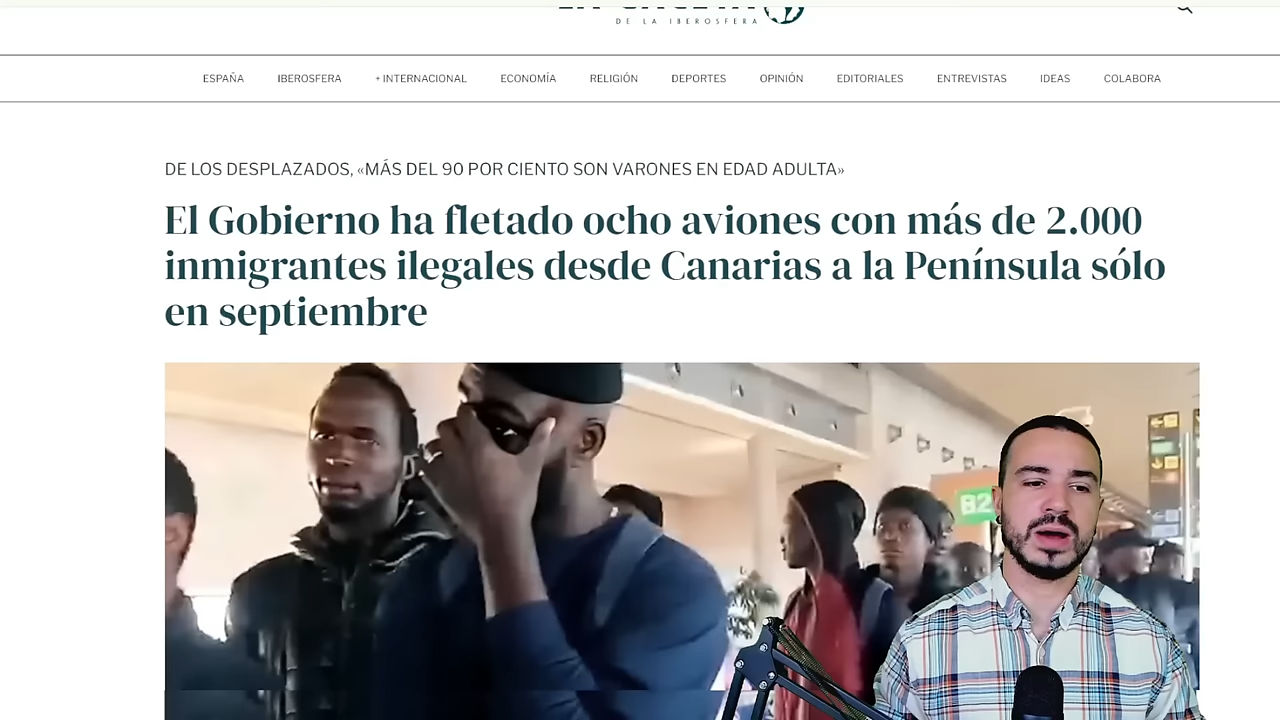 DE LA IBEROSFERA
ESPAÑA IBEROSFERA + INTERNACIONAL ECONOMÍA RELIGIÓN DEPORTES OPINIÓN EDITORIALES ENTREVISTAS IDEAS COLABORA
DE LOS DESPLAZADOS, «MÁS DEL 90 POR CIENTO SON VARONES EN EDAD ADULTA»
El Gobierno ha fletado ocho aviones con más de 2.000
inmigrantes ilegales desde Canarias a la Península sólo
en septiembre
B2